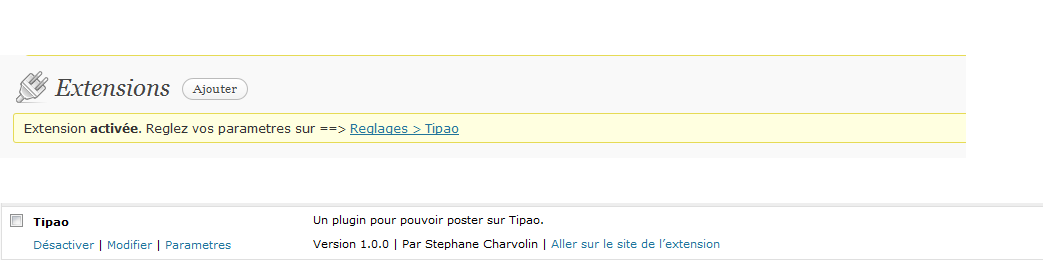 Extensions Ajouter
Extension activée. Reglez vos parametres sur ==> Reglages > Tipao
Tipao Un plugin pour pouvoir poster sur Tipao.
Désactiver | Modifier | Parametres Version 1.0.0 | Par Stephane Charvolin | Aller sur le site de l’extension